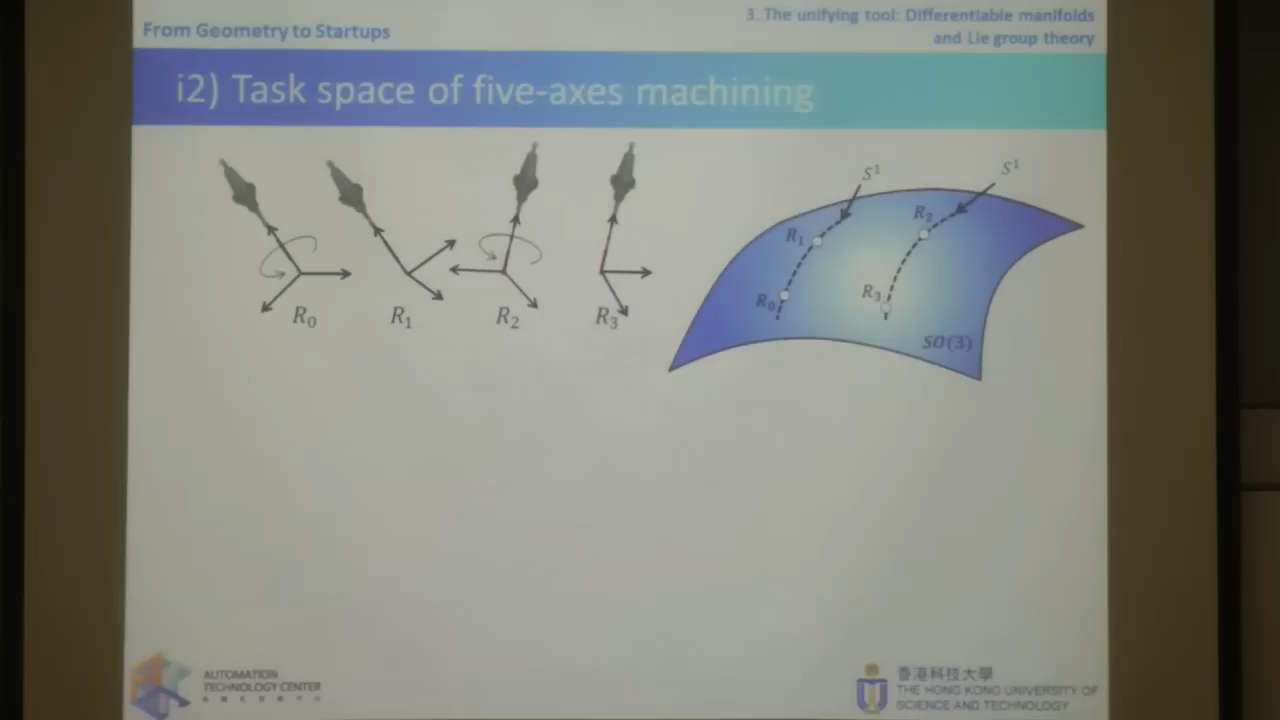 From Geometry to Startups
3. The unifying tool: Differentiable manifolds
and Lie group theory
i2) Task space of five-axes machining
R₀
R₁
R₂
R₃
S¹
S¹
R₁
R₂
R₀
R₃
SO(3)
AUTOMATION
TECHNOLOGY CENTER
香港科技大學
THE HONG KONG UNIVERSITY OF
SCIENCE AND TECHNOLOGY